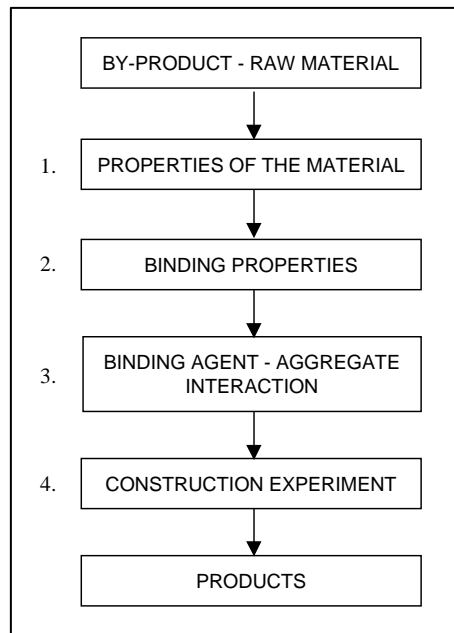 BY-PRODUCT - RAW MATERIAL
1. PROPERTIES OF THE MATERIAL
2. BINDING PROPERTIES
3. BINDING AGENT - AGGREGATE
INTERACTION
4. CONSTRUCTION EXPERIMENT
PRODUCTS